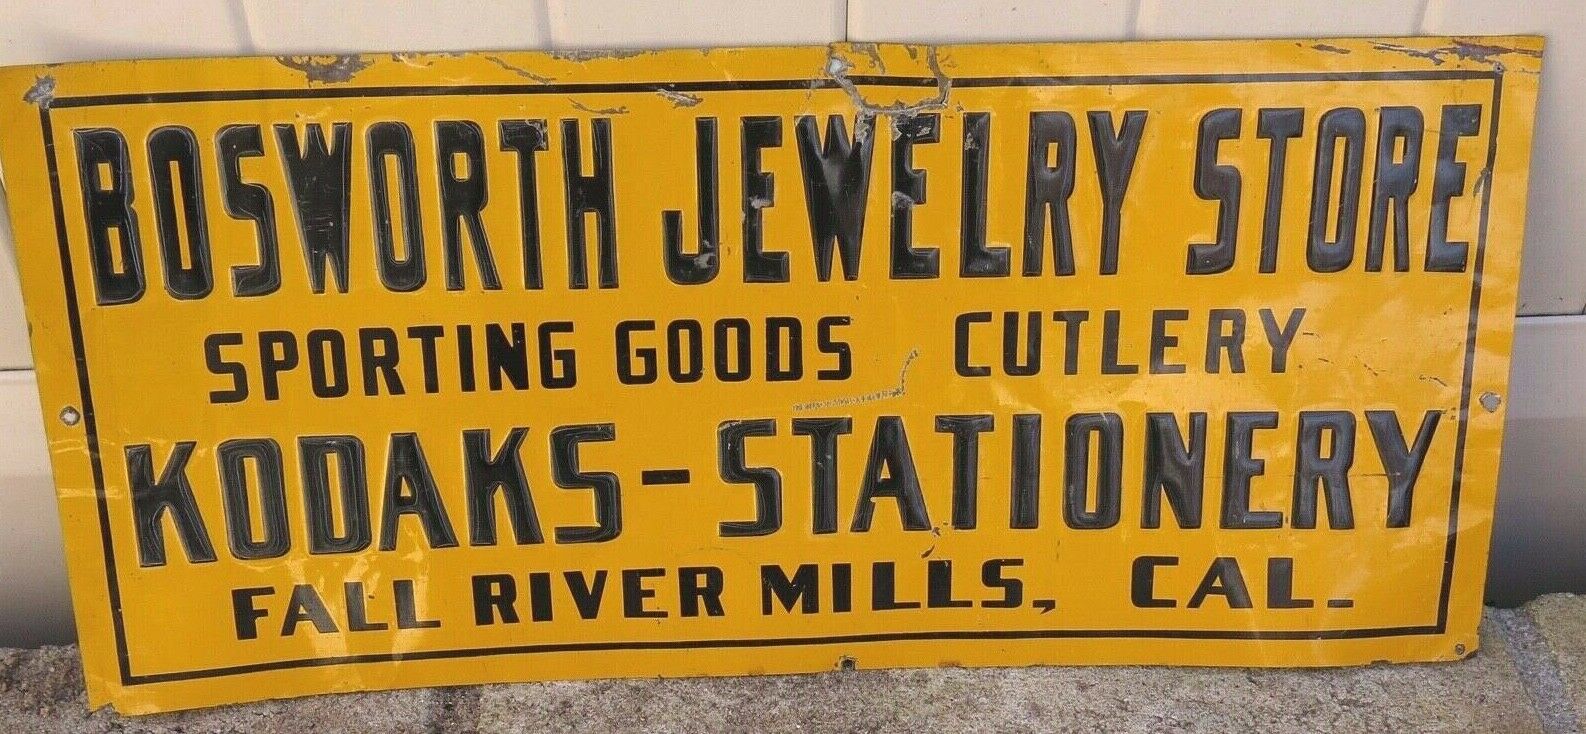 BOSWORTH JEWELRY STORE
SPORTING GOODS CUTLERY
KODAKS-STATIONERY
FALL RIVER MILLS, CAL.